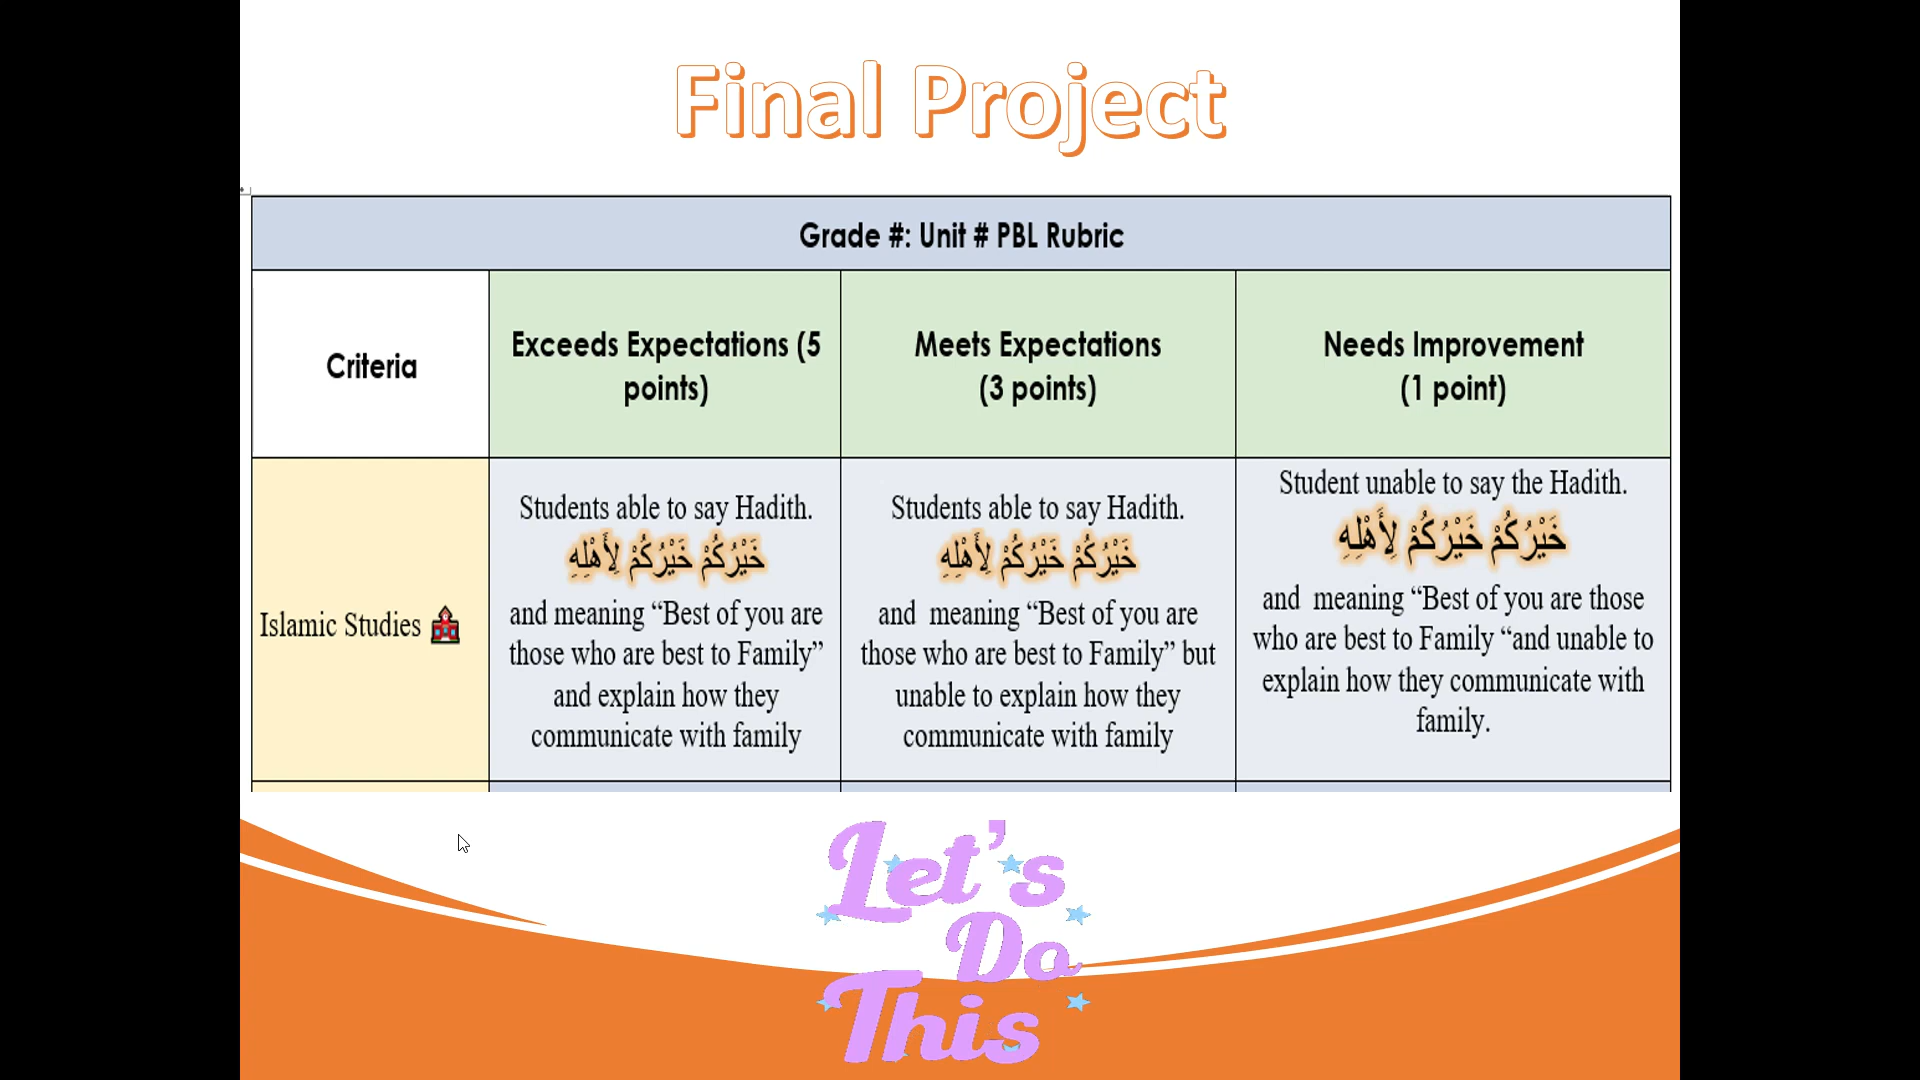 Final Project
Grade #: Unit # PBL Rubric
Criteria
Exceeds Expectations (5
points)
Meets Expectations
(3 points)
Needs Improvement
(1 point)
Islamic Studies
Students able to say Hadith.
خَيْرُكُمْ خَيْرُكُمْ لِأَهْلِهِ
and meaning “Best of you are
those who are best to Family”
and explain how they
communicate with family
Students able to say Hadith.
خَيْرُكُمْ خَيْرُكُمْ لِأَهْلِهِ
and  meaning “Best of you are
those who are best to Family” but
unable to explain how they
communicate with family
Student unable to say the Hadith.
خَيْرُكُمْ خَيْرُكُمْ لِأَهْلِهِ
and  meaning “Best of you are those
who are best to Family “and unable to
explain how they communicate with
family.
Let’s
Do
This